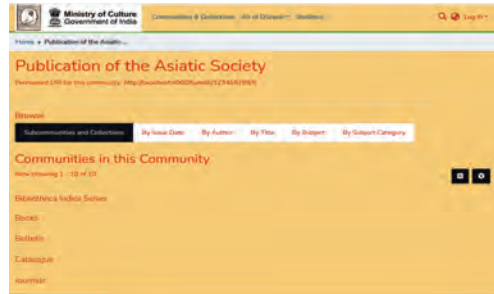 Ministry of Culture
Government of India
Communities & Collections All of DSpace Statistics
Log In
Home • Publication of the Asiatic...
Publication of the Asiatic Society
Permanent URI for this community
Browse
Subcommunities and Collections By Issue Date By Author By Title By Subject By Subject Category
Communities in this Community
Now showing 1 - 10 of 10
Bibliotheca Indica Series
Books
Bulletin
Catalogue
Journals